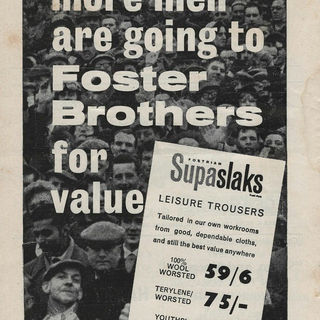 more men
are going to
Foster
Brothers
for
value
FOSTRIAN
Supaslaks
LEISURE TROUSERS
Tailored in our own workrooms
from good, dependable cloths,
and still the best value anywhere
100%
WOOL
WORSTED 59/6
TERYLENE/
WORSTED 75/-